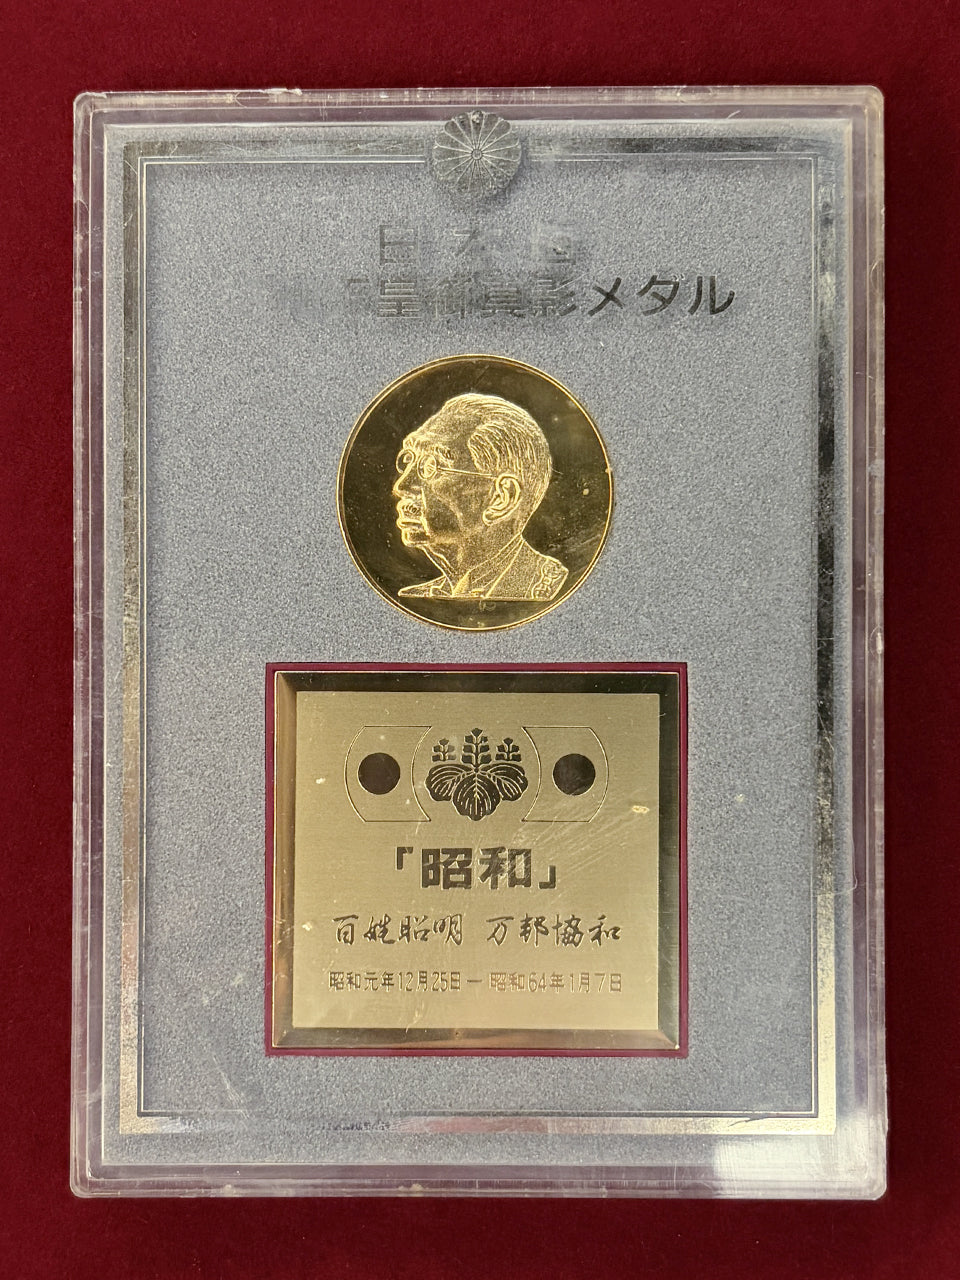 日本国
皇御真影メダル
「昭和」
百姓昭明 万邦協和
昭和元年12月25日－昭和64年1月7日